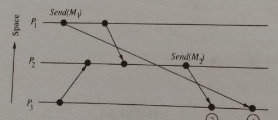 Send(M₁)
P₁
Space
Send(M₂)
P₂
P₃